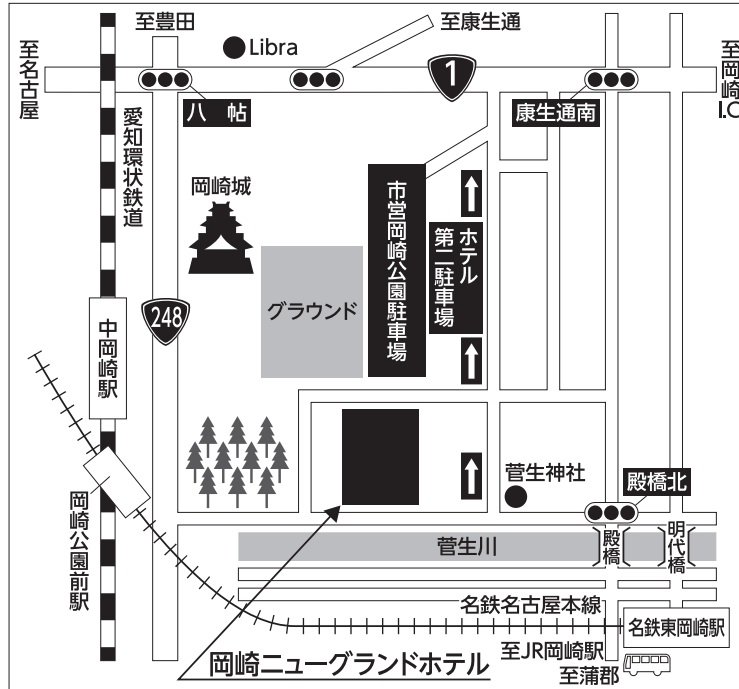 至豊田
至康生通
Libra
至名古屋
至岡崎I.C
1
八 帖
康生通南
愛知環状鉄道
岡崎城
市営岡崎公園駐車場
ホテル
第二駐車場
グラウンド
248
中岡崎駅
菅生神社
殿橋北
岡崎公園前駅
菅生川
殿橋
明代橋
名鉄名古屋本線
名鉄東岡崎駅
至JR岡崎駅
至蒲郡
岡崎ニューグランドホテル